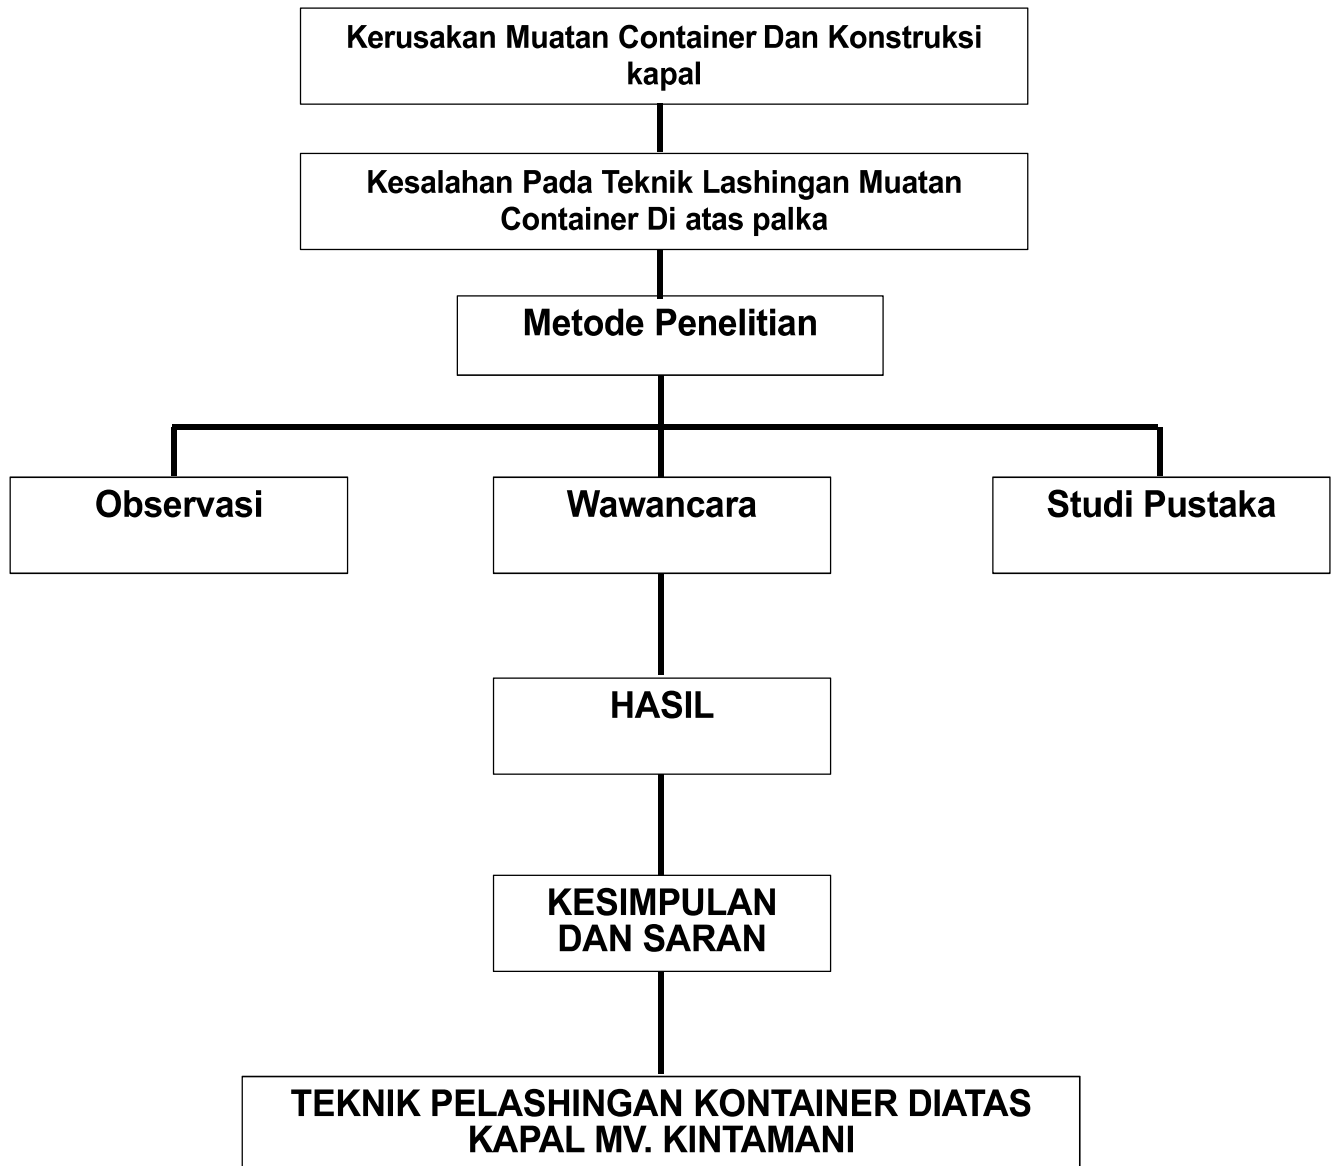 Kerusakan Muatan Container Dan Konstruksi
kapal
Kesalahan Pada Teknik Lashingan Muatan
Container Di atas palka
Metode Penelitian
Observasi
Wawancara
Studi Pustaka
HASIL
KESIMPULAN
DAN SARAN
TEKNIK PELASHINGAN KONTAINER DIATAS
KAPAL MV. KINTAMANI